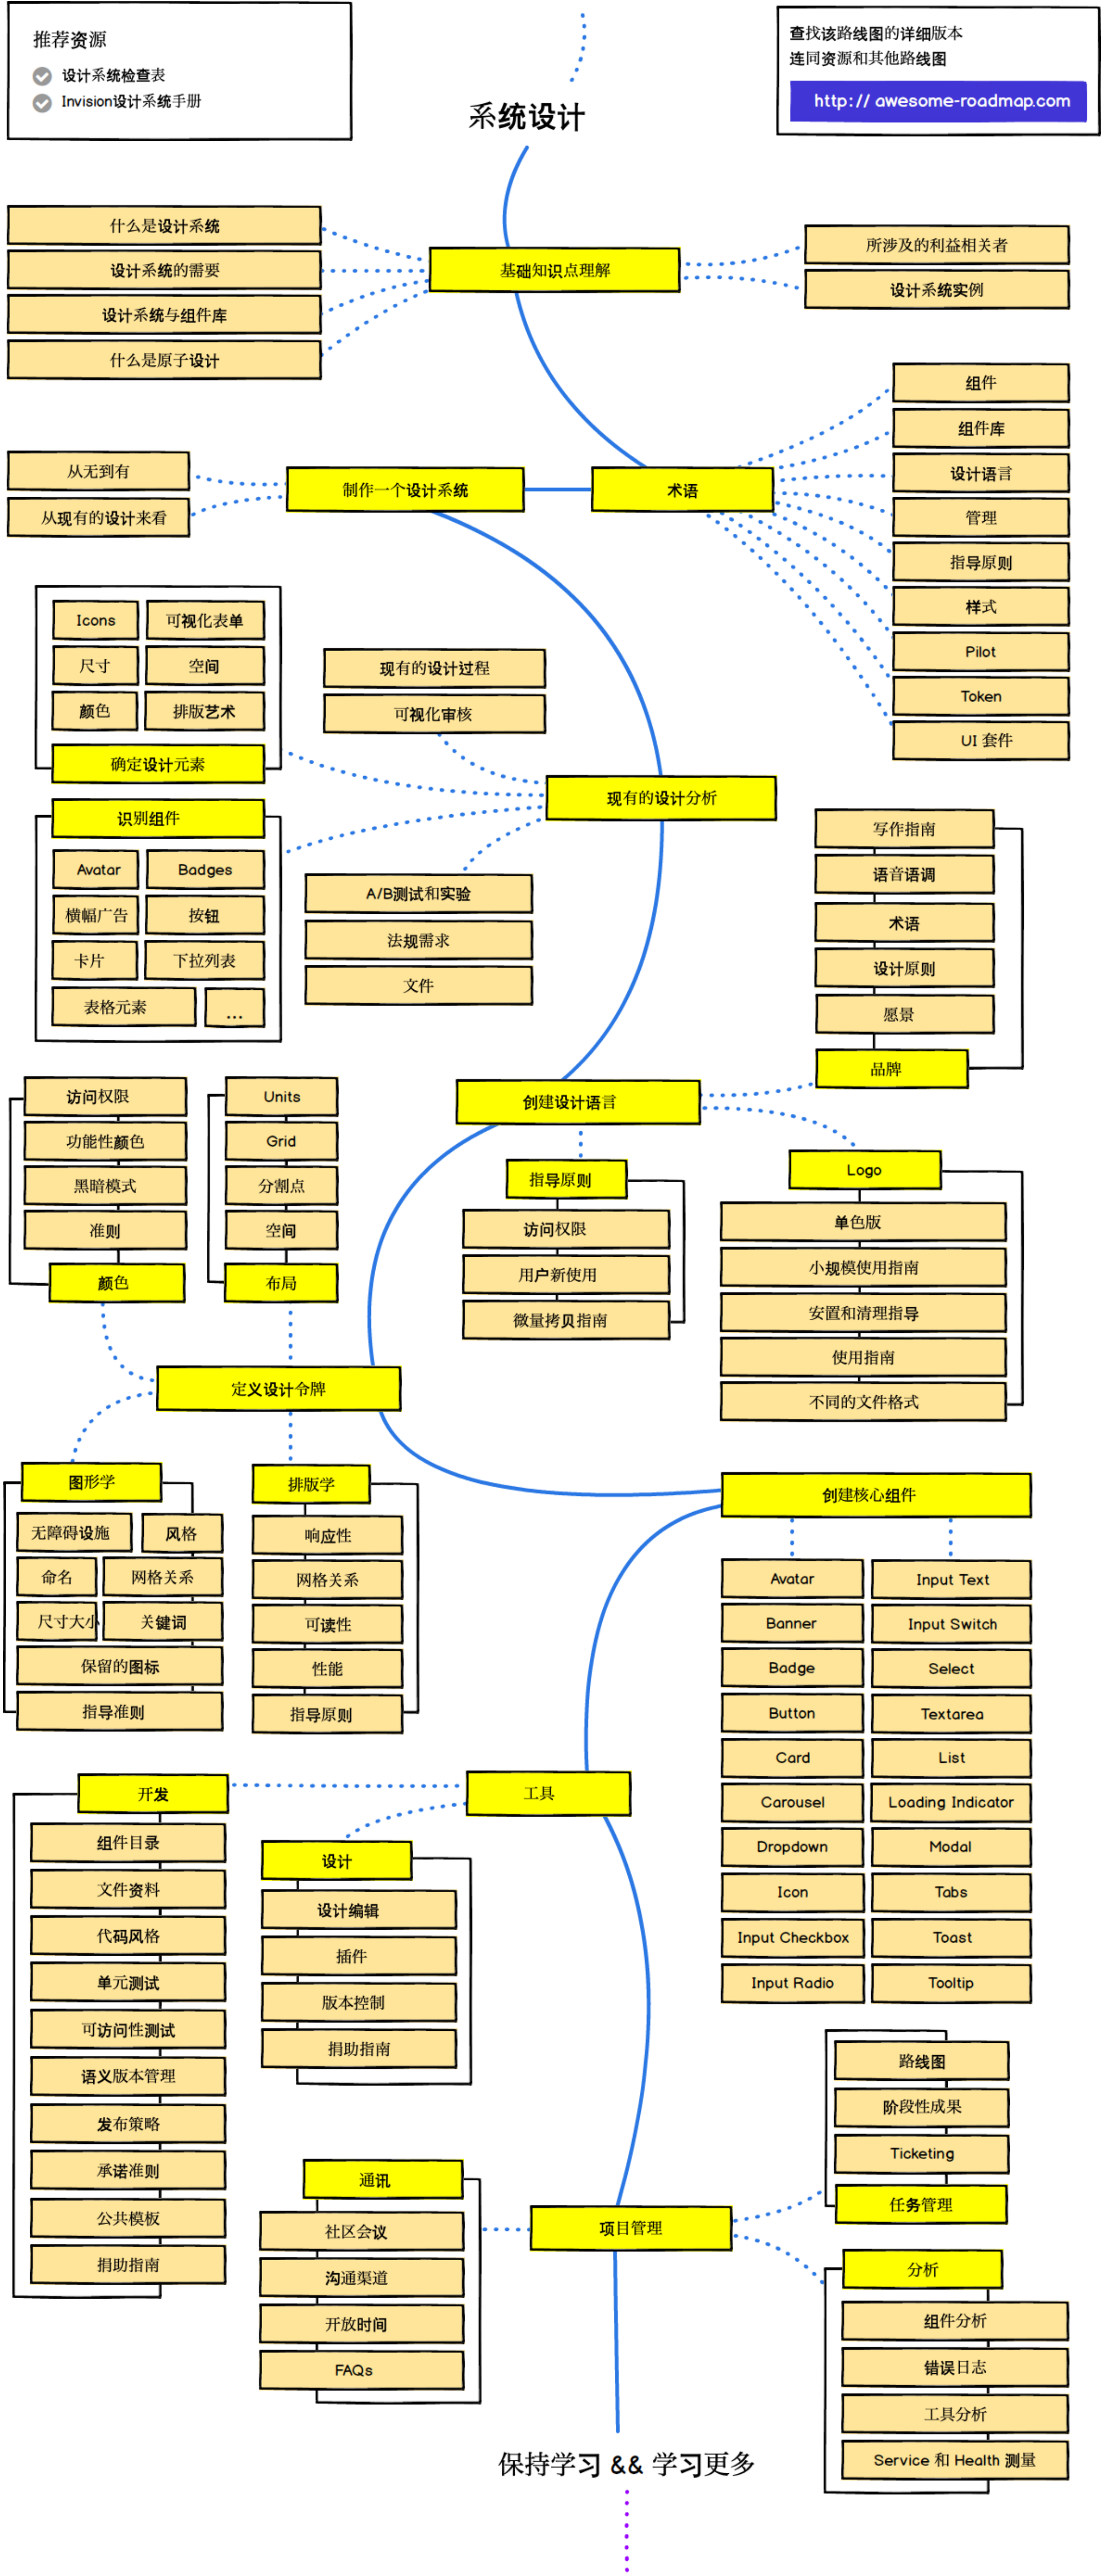 推荐资源
设计系统检查表
Invision设计系统手册
查找该路线图的详细版本
连同资源和其他路线图
http:// awesome-roadmap.com
系统设计
什么是设计系统
设计系统的需要
设计系统与组件库
什么是原子设计
基础知识点理解
所涉及的利益相关者
设计系统实例
组件
组件库
设计语言
管理
指导原则
样式
Pilot
Token
UI 套件
术语
制作一个设计系统
从无到有
从现有的设计来看
Icons
可视化表单
尺寸
空间
颜色
排版艺术
确定设计元素
现有的设计过程
可视化审核
现有的设计分析
识别组件
Avatar
Badges
横幅广告
按钮
卡片
下拉列表
表格元素
...
A/B测试和实验
法规需求
文件
写作指南
语音语调
术语
设计原则
愿景
品牌
创建设计语言
指导原则
访问权限
用户新使用
微量拷贝指南
Logo
单色版
小规模使用指南
安置和清理指导
使用指南
不同的文件格式
访问权限
功能性颜色
黑暗模式
准则
颜色
Units
Grid
分割点
空间
布局
定义设计令牌
图形学
无障碍设施
风格
命名
网格关系
尺寸大小
关键词
保留的图标
指导准则
排版学
响应性
网格关系
可读性
性能
指导原则
创建核心组件
Avatar
Input Text
Banner
Input Switch
Badge
Select
Button
Textarea
Card
List
Carousel
Loading Indicator
Dropdown
Modal
Icon
Tabs
Input Checkbox
Toast
Input Radio
Tooltip
工具
开发
组件目录
文件资料
代码风格
单元测试
可访问性测试
语义版本管理
发布策略
承诺准则
公共模板
捐助指南
设计
设计编辑
插件
版本控制
捐助指南
路线图
阶段性成果
Ticketing
任务管理
项目管理
通讯
社区会议
沟通渠道
开放时间
FAQs
分析
组件分析
错误日志
工具分析
Service 和 Health 测量
保持学习 && 学习更多